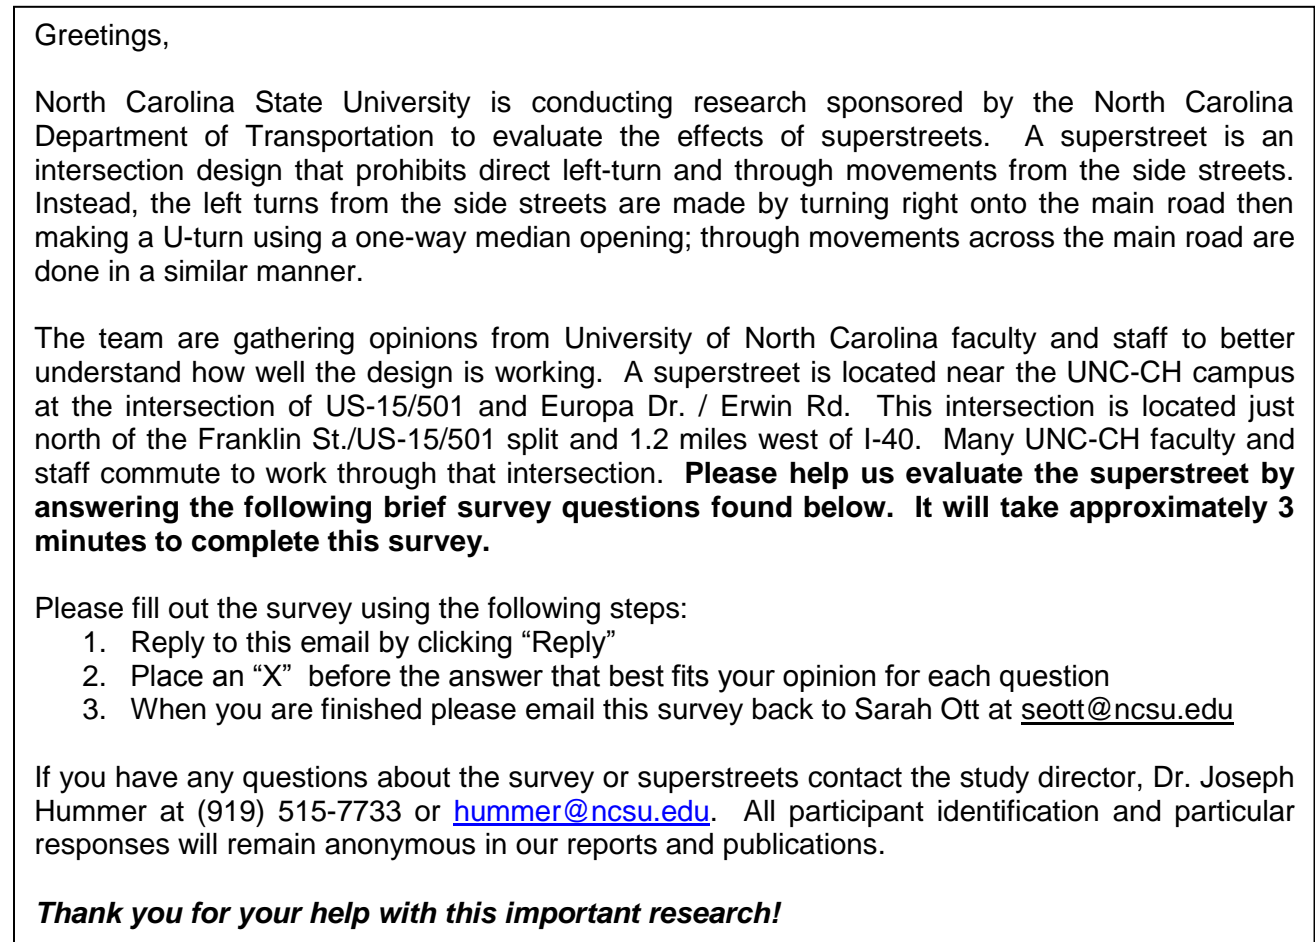 Greetings,
North Carolina State University is conducting research sponsored by the North Carolina
Department of Transportation to evaluate the effects of superstreets.  A superstreet is an
intersection design that prohibits direct left-turn and through movements from the side streets.
Instead, the left turns from the side streets are made by turning right onto the main road then
making a U-turn using a one-way median opening; through movements across the main road are
done in a similar manner.
The team are gathering opinions from University of North Carolina faculty and staff to better
understand how well the design is working.  A superstreet is located near the UNC-CH campus
at the intersection of US-15/501 and Europa Dr. / Erwin Rd.  This intersection is located just
north of the Franklin St./US-15/501 split and 1.2 miles west of I-40.  Many UNC-CH faculty and
staff commute to work through that intersection.  Please help us evaluate the superstreet by
answering the following brief survey questions found below.  It will take approximately 3
minutes to complete this survey.
Please fill out the survey using the following steps:
1. Reply to this email by clicking “Reply”
2. Place an “X”  before the answer that best fits your opinion for each question
3. When you are finished please email this survey back to Sarah Ott at seott@ncsu.edu
If you have any questions about the survey or superstreets contact the study director, Dr. Joseph
Hummer at (919) 515-7733 or hummer@ncsu.edu.  All participant identification and particular
responses will remain anonymous in our reports and publications.
Thank you for your help with this important research!